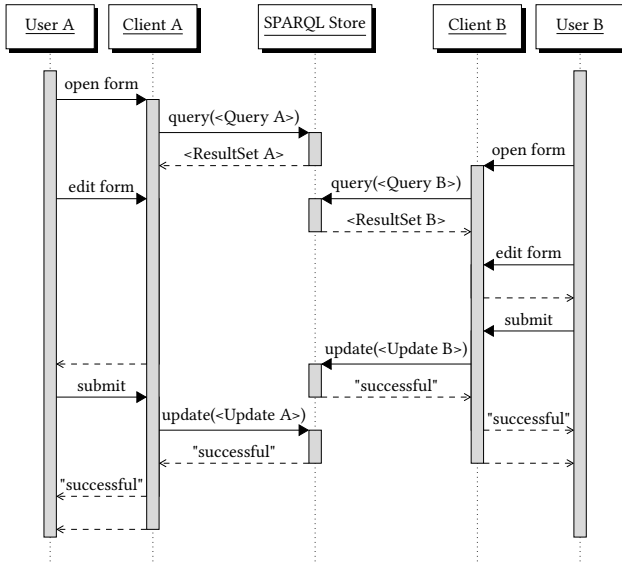 User A
Client A
SPARQL Store
Client B
User B
open form
query(<Query A>)
<ResultSet A>
open form
edit form
query(<Query B>)
<ResultSet B>
edit form
submit
update(<Update B>)
submit
"successful"
update(<Update A>)
"successful"
"successful"
"successful"